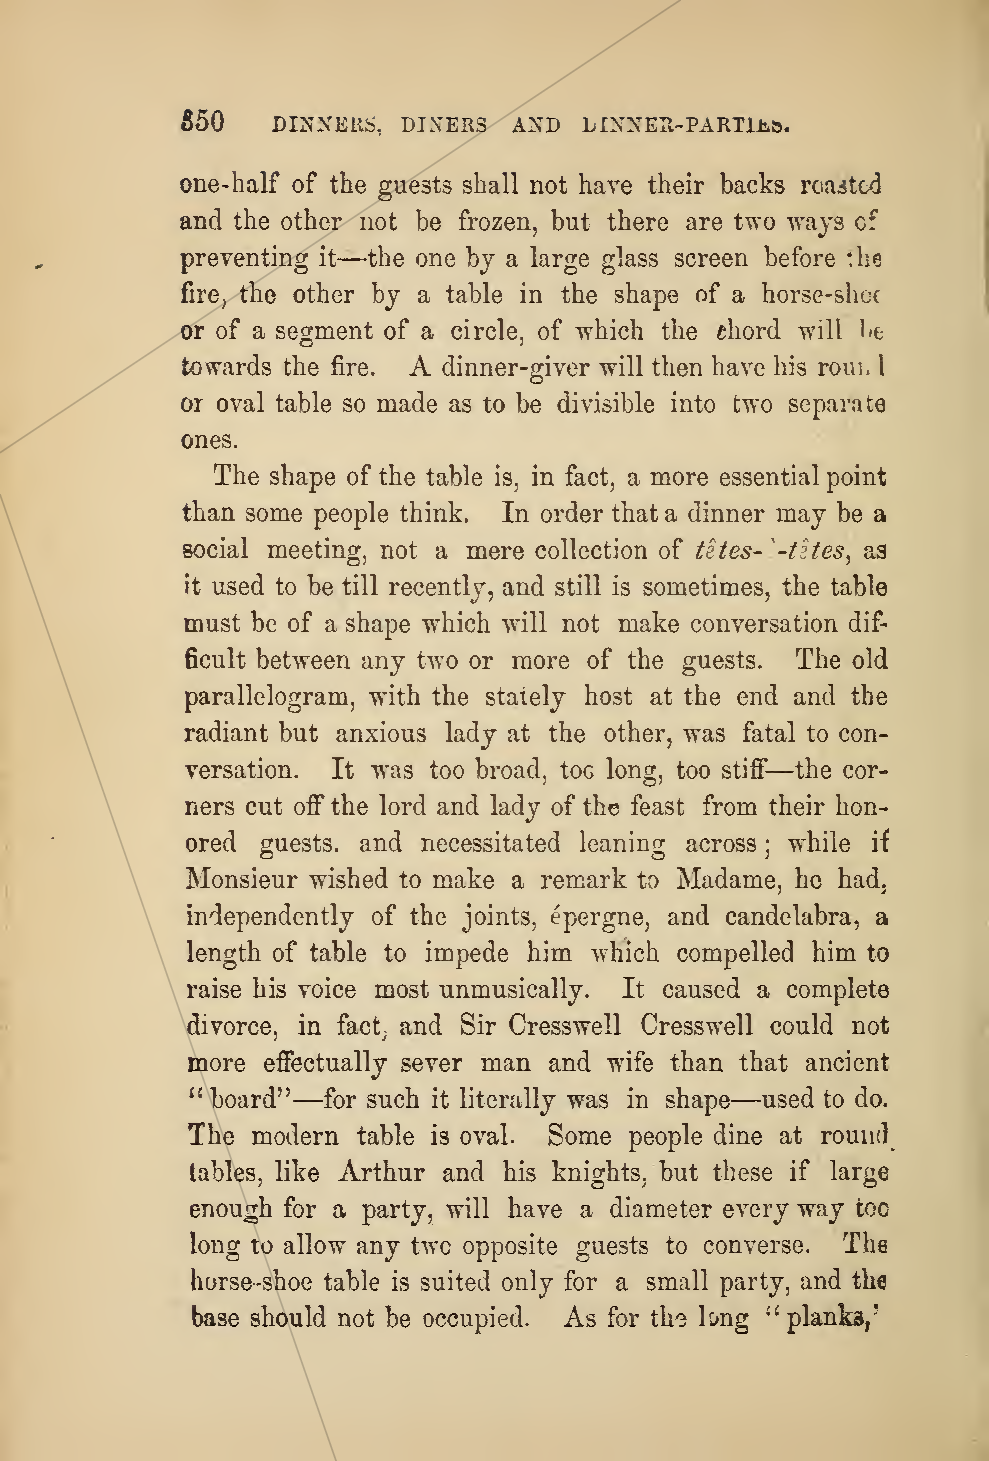 350 DINNERS, DINERS AND DINNER-PARTIES.
one-half of the guests shall not have their backs roasted
and the other not be frozen, but there are two ways of
preventing it—the one by a large glass screen before the
fire, the other by a table in the shape of a horse-shoe
or of a segment of a circle, of which the chord will be
towards the fire. A dinner-giver will then have his round
or oval table so made as to be divisible into two separate
ones.
The shape of the table is, in fact, a more essential point
than some people think. In order that a dinner may be a
social meeting, not a mere collection of têtes-à-têtes, as
it used to be till recently, and still is sometimes, the table
must be of a shape which will not make conversation dif-
ficult between any two or more of the guests. The old
parallelogram, with the stately host at the end and the
radiant but anxious lady at the other, was fatal to con-
versation. It was too broad, too long, too stiff—the cor-
ners cut off the lord and lady of the feast from their hon-
ored guests. and necessitated leaning across; while if
Monsieur wished to make a remark to Madame, he had,
independently of the joints, épergne, and candelabra, a
length of table to impede him which compelled him to
raise his voice most unmusically. It caused a complete
divorce, in fact, and Sir Cresswell Cresswell could not
more effectually sever man and wife than that ancient
“board”—for such it literally was in shape—used to do.
The modern table is oval. Some people dine at round
tables, like Arthur and his knights, but these if large
enough for a party, will have a diameter every way too
long to allow any two opposite guests to converse. The
horse-shoe table is suited only for a small party, and the
base should not be occupied. As for the long “planks,”